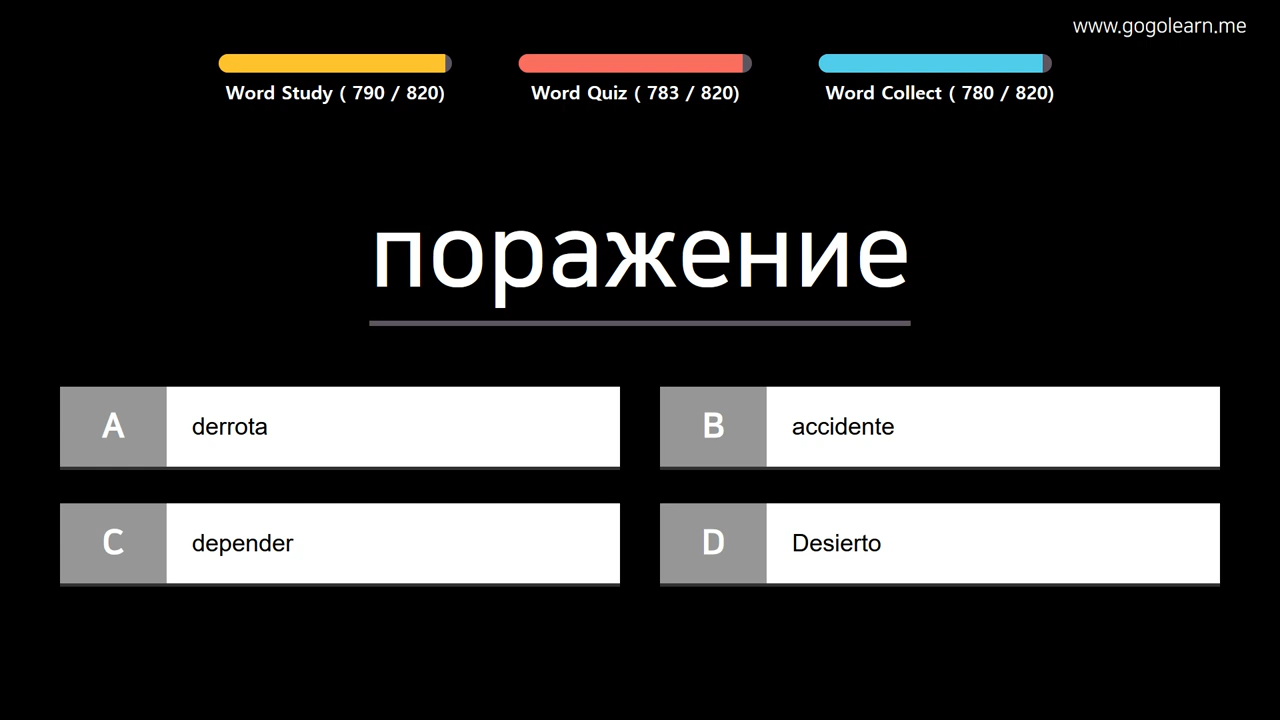 www.gogolearn.me
Word Study ( 790 / 820)
Word Quiz ( 783 / 820)
Word Collect ( 780 / 820)
поражение
A derrota
B accidente
C depender
D Desierto